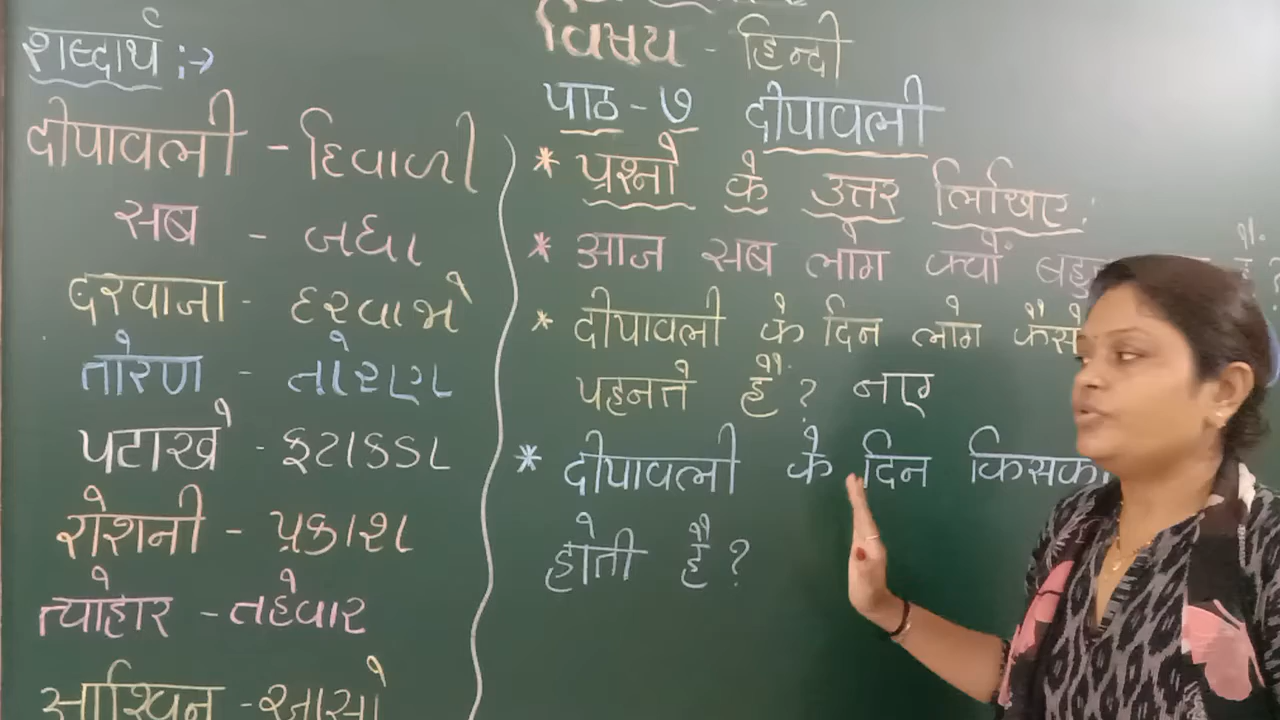 शब्दार्थ :→
दीपावली - દિવાળી
सब - બધા
दरवाजा - દરવાજો
तोरण - તોરણ
पटाखे - ફટાકડા
रोशनी - પ્રકાશ
त्योहार - તહેવાર
आश्विन - આસો
विषय - हिन्दी
पाठ - ७ दीपावली
* प्रश्नों के उत्तर लिखिए:
* आज सब लोग क्यों हैं?
* दीपावली के दिन लोग कैसे
पहनते हैं? नए
* दीपावली के दिन किसकी
होती है?